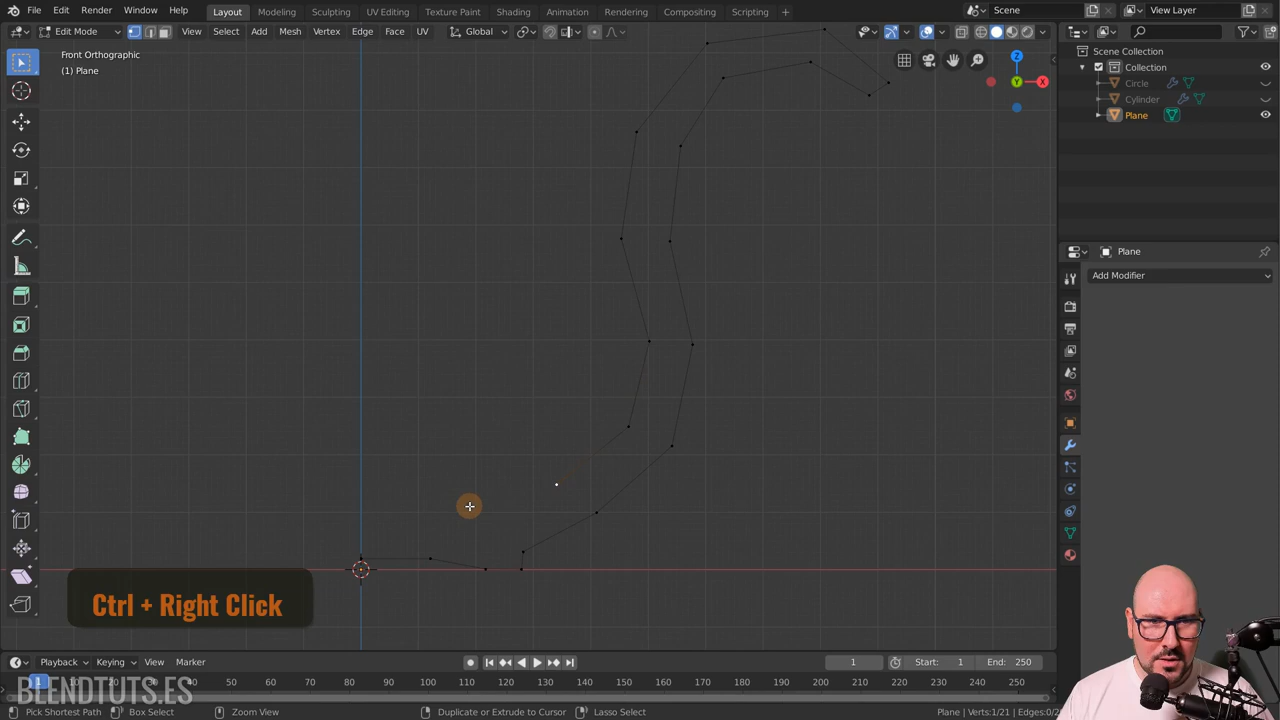 File Edit Render Window Help Layout Modeling Sculpting UV Editing Texture Paint Shading Animation Rendering Compositing Scripting + Scene View Layer
Edit Mode View Select Add Mesh Vertex Edge Face UV Global
Front Orthographic
(1) Plane
Z
Y
X
Scene Collection
Collection
Circle
Cylinder
Plane
Plane
Add Modifier
Ctrl + Right Click
Playback Keying View Marker 1 Start: 1 End: 250
1 10 20 30 40 50 60 70 80 90 100 110 120 130 140 150 160 170 180 190 200 210 220 230 240 250
BLENDTUTS.ES
Pick Shortest Path Box Select Zoom View Duplicate or Extrude to Cursor Lasso Select Plane | Verts:1/21 | Edges:0/2